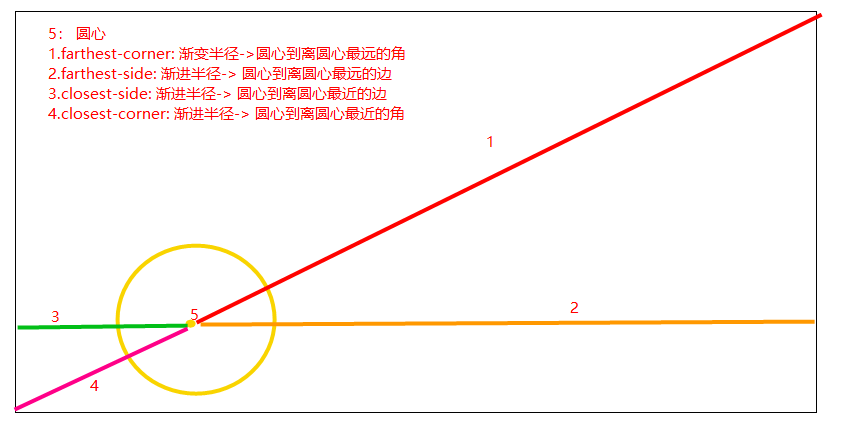 5： 圆心
1.farthest-corner: 渐变半径->圆心到离圆心最远的角
2.farthest-side: 渐进半径-> 圆心到离圆心最远的边
3.closest-side: 渐进半径-> 圆心到离圆心最近的边
4.closest-corner: 渐进半径-> 圆心到离圆心最近的角
1
2
3
5
4